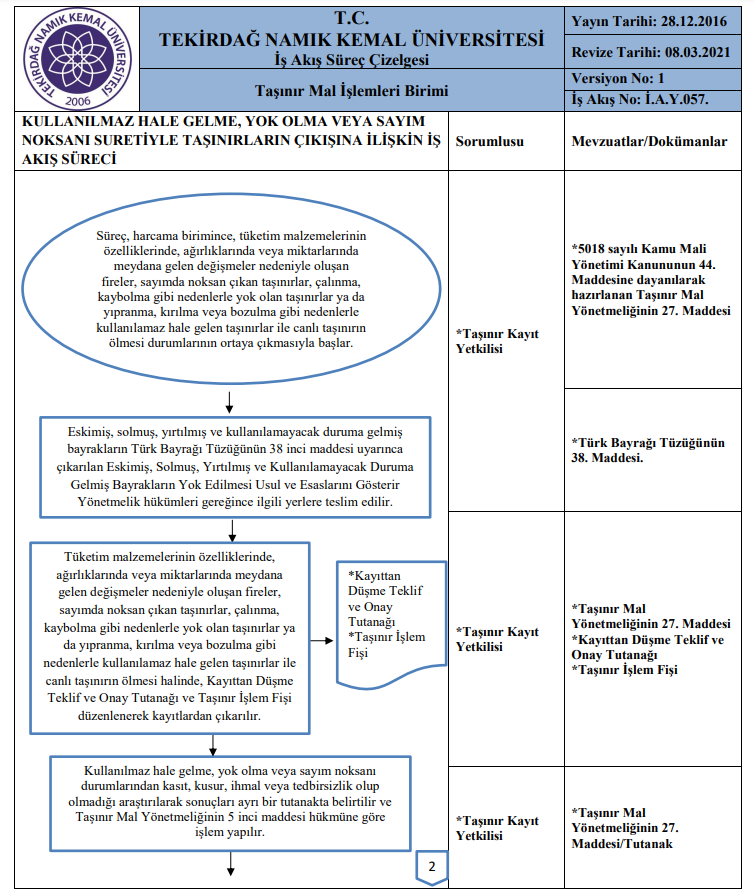 TEKİRDAĞ NAMIK KEMAL ÜNİVERSİTESİ
2006
T.C.
TEKİRDAĞ NAMIK KEMAL ÜNİVERSİTESİ
İş Akış Süreç Çizelgesi
Taşınır Mal İşlemleri Birimi
Yayın Tarihi: 28.12.2016
Revize Tarihi: 08.03.2021
Versiyon No: 1
İş Akış No: İ.A.Y.057.
KULLANILMAZ HALE GELME, YOK OLMA VEYA SAYIM
NOKSANI SURETİYLE TAŞINIRLARIN ÇIKIŞINA İLİŞKİN İŞ
AKIŞ SÜRECİ
Sorumlusu
Mevzuatlar/Dokümanlar
Süreç, harcama birimince, tüketim malzemelerinin
özelliklerinde, ağırlıklarında veya miktarlarında
meydana gelen değişmeler nedeniyle oluşan
fireler, sayımda noksan çıkan taşınırlar, çalınma,
kaybolma gibi nedenlerle yok olan taşınırlar ya da
yıpranma, kırılma veya bozulma gibi nedenlerle
kullanılamaz hale gelen taşınırlar ile canlı taşınırın
ölmesi durumlarının ortaya çıkmasıyla başlar.
*Taşınır Kayıt
Yetkilisi
*5018 sayılı Kamu Mali
Yönetimi Kanununun 44.
Maddesine dayanılarak
hazırlanan Taşınır Mal
Yönetmeliğinin 27. Maddesi
Eskimiş, solmuş, yırtılmış ve kullanılamayacak duruma gelmiş
bayrakların Türk Bayrağı Tüzüğünün 38 inci maddesi uyarınca
çıkarılan Eskimiş, Solmuş, Yırtılmış ve Kullanılamayacak Duruma
Gelmiş Bayrakların Yok Edilmesi Usul ve Esaslarını Gösterir
Yönetmelik hükümleri gereğince ilgili yerlere teslim edilir.
*Türk Bayrağı Tüzüğünün
38. Maddesi.
Tüketim malzemelerinin özelliklerinde,
ağırlıklarında veya miktarlarında meydana
gelen değişmeler nedeniyle oluşan fireler,
sayımda noksan çıkan taşınırlar, çalınma,
kaybolma gibi nedenlerle yok olan taşınırlar ya
da yıpranma, kırılma veya bozulma gibi
nedenlerle kullanılamaz hale gelen taşınırlar ile
canlı taşınırın ölmesi halinde, Kayıttan Düşme
Teklif ve Onay Tutanağı ve Taşınır İşlem Fişi
düzenlenerek kayıtlardan çıkarılır.
*Kayıttan
Düşme Teklif
ve Onay
Tutanağı
*Taşınır İşlem
Fişi
*Taşınır Kayıt
Yetkilisi
*Taşınır Mal
Yönetmeliğinin 27. Maddesi
*Kayıttan Düşme Teklif ve
Onay Tutanağı
*Taşınır İşlem Fişi
Kullanılmaz hale gelme, yok olma veya sayım noksanı
durumlarından kasıt, kusur, ihmal veya tedbirsizlik olup
olmadığı araştırılarak sonuçları ayrı bir tutanakta belirtilir ve
Taşınır Mal Yönetmeliğinin 5 inci maddesi hükmüne göre
işlem yapılır.
*Taşınır Kayıt
Yetkilisi
*Taşınır Mal
Yönetmeliğinin 27.
Maddesi/Tutanak
2